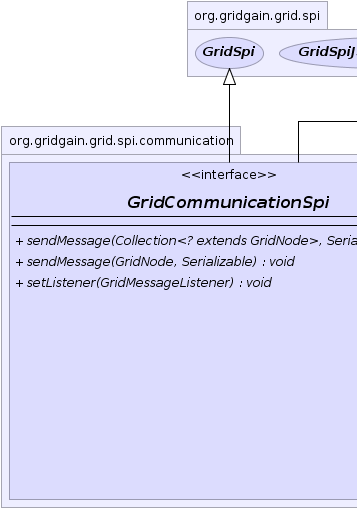 org.gridgain.grid.spi
GridSpi
GridSpiJ
org.gridgain.grid.spi.communication
<<interface>>
GridCommunicationSpi
+ sendMessage(Collection<? extends GridNode>, Seria
+ sendMessage(GridNode, Serializable) : void
+ setListener(GridMessageListener) : void